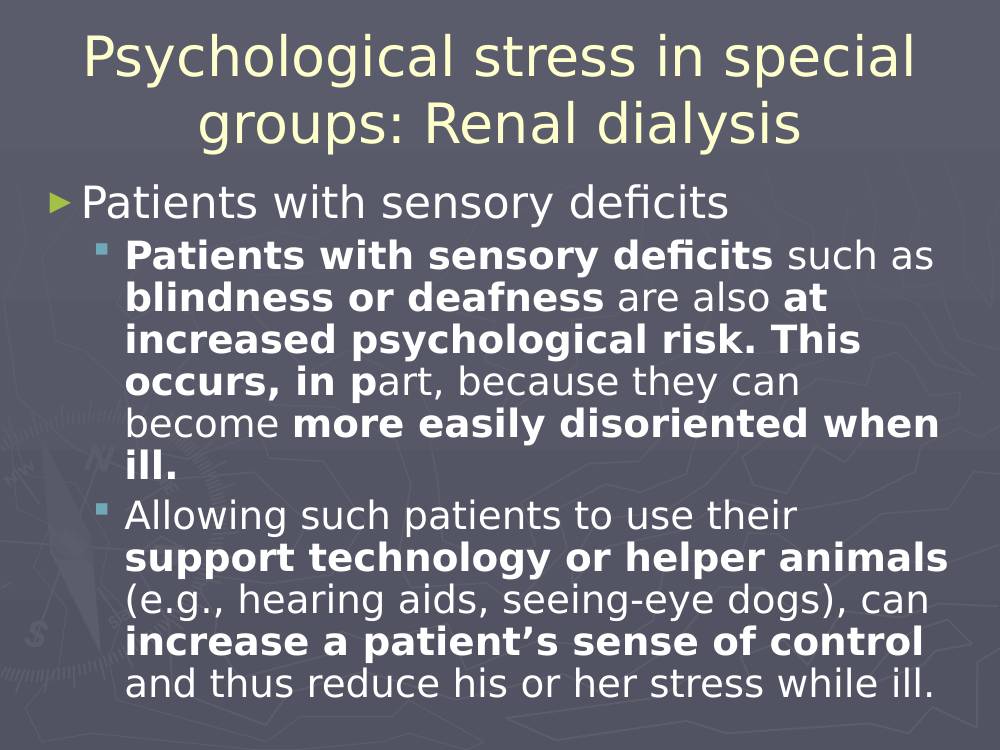 Psychological stress in special
groups: Renal dialysis
► Patients with sensory deficits
▪ Patients with sensory deficits such as
blindness or deafness are also at
increased psychological risk. This
occurs, in part, because they can
become more easily disoriented when
ill.
▪ Allowing such patients to use their
support technology or helper animals
(e.g., hearing aids, seeing-eye dogs), can
increase a patient’s sense of control
and thus reduce his or her stress while ill.
N
NW
S